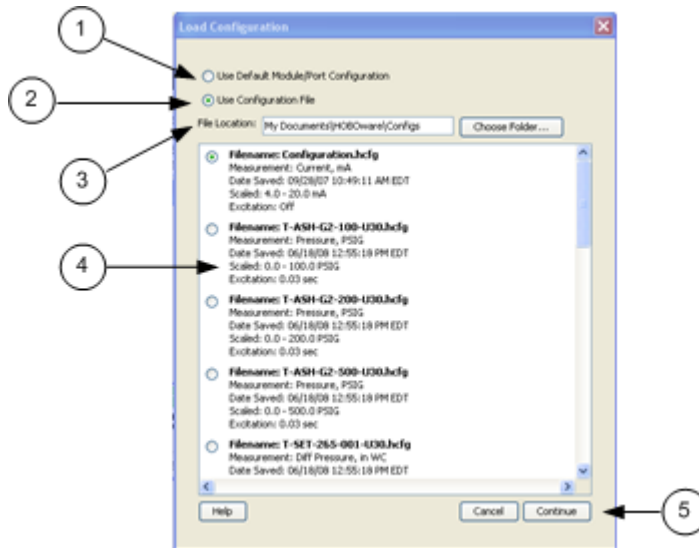 1
Load Configuration
Use Default Module/Port Configuration
2
Use Configuration File
File Location: My Documents\HOBOware\Configs Choose Folder...
3
Filename: Configuration.hcfg
Measurement: Current, mA
Date Saved: 09/28/07 10:49:11 AM EDT
Scaled: 4.0 - 20.0 mA
Excitation: Off
Filename: T-ASH-G2-100-U30.hcfg
Measurement: Pressure, PSIG
Date Saved: 06/18/08 12:55:18 PM EDT
4
Scaled: 0.0 - 100.0 PSIG
Excitation: 0.03 sec
Filename: T-ASH-G2-200-U30.hcfg
Measurement: Pressure, PSIG
Date Saved: 06/18/08 12:55:18 PM EDT
Scaled: 0.0 - 200.0 PSIG
Excitation: 0.03 sec
Filename: T-ASH-G2-500-U30.hcfg
Measurement: Pressure, PSIG
Date Saved: 06/18/08 12:55:18 PM EDT
Scaled: 0.0 - 500.0 PSIG
Excitation: 0.03 sec
Filename: T-SET-265-001-U30.hcfg
Measurement: Diff Pressure, in WC
Date Saved: 06/18/08 12:55:18 PM EDT
Help Cancel Continue
5